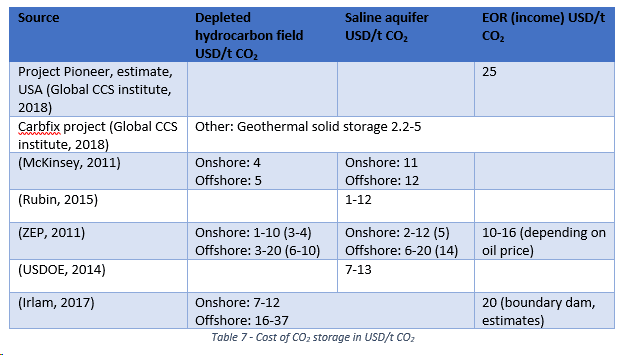 Source
Depleted
hydrocarbon field
USD/t CO₂
Saline aquifer
USD/t CO₂
EOR (income) USD/t
CO₂
Project Pioneer, estimate,
USA (Global CCS institute,
2018)
25
Carbfix project (Global CCS
institute, 2018)
Other: Geothermal solid storage 2.2-5
(McKinsey, 2011)
Onshore: 4
Offshore: 5
Onshore: 11
Offshore: 12
(Rubin, 2015)
1-12
(ZEP, 2011)
Onshore: 1-10 (3-4)
Offshore: 3-20 (6-10)
Onshore: 2-12 (5)
Offshore: 6-20 (14)
10-16 (depending on
oil price)
(USDOE, 2014)
7-13
(Irlam, 2017)
Onshore: 7-12
Offshore: 16-37
20 (boundary dam,
estimates)
Table 7 - Cost of CO₂ storage in USD/t CO₂